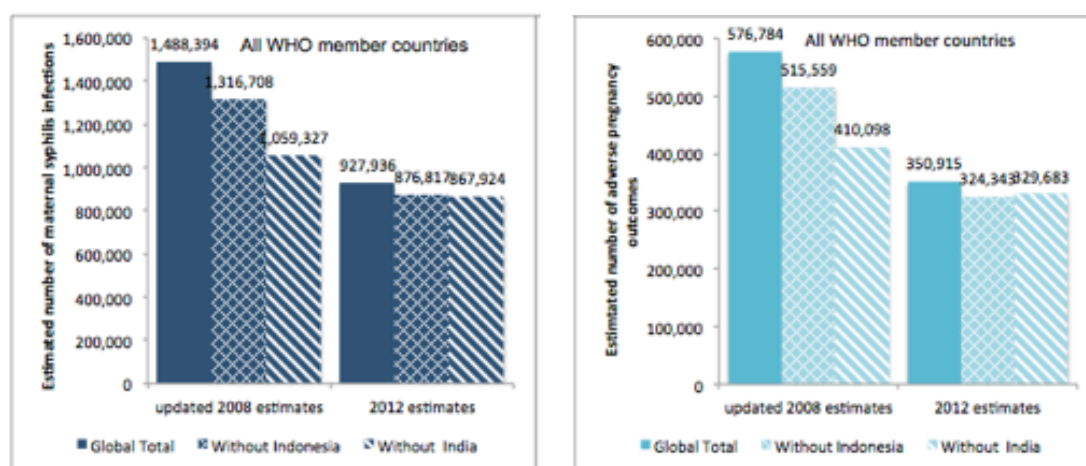 All WHO member countries
1,600,000
1,400,000
1,200,000
1,000,000
800,000
600,000
400,000
200,000
0
Estimated number of maternal syphilis infections
1,488,394
1,316,708
1,059,327
927,936
876,817
867,924
updated 2008 estimates
2012 estimates
Global Total
Without Indonesia
Without India
All WHO member countries
600,000
500,000
400,000
300,000
200,000
100,000
0
Estimtated number of adverse pregnancy
outcomes
576,784
515,559
410,098
350,915
324,343
329,683
updated 2008 estimates
2012 estimates
Global Total
Without Indonesia
Without India